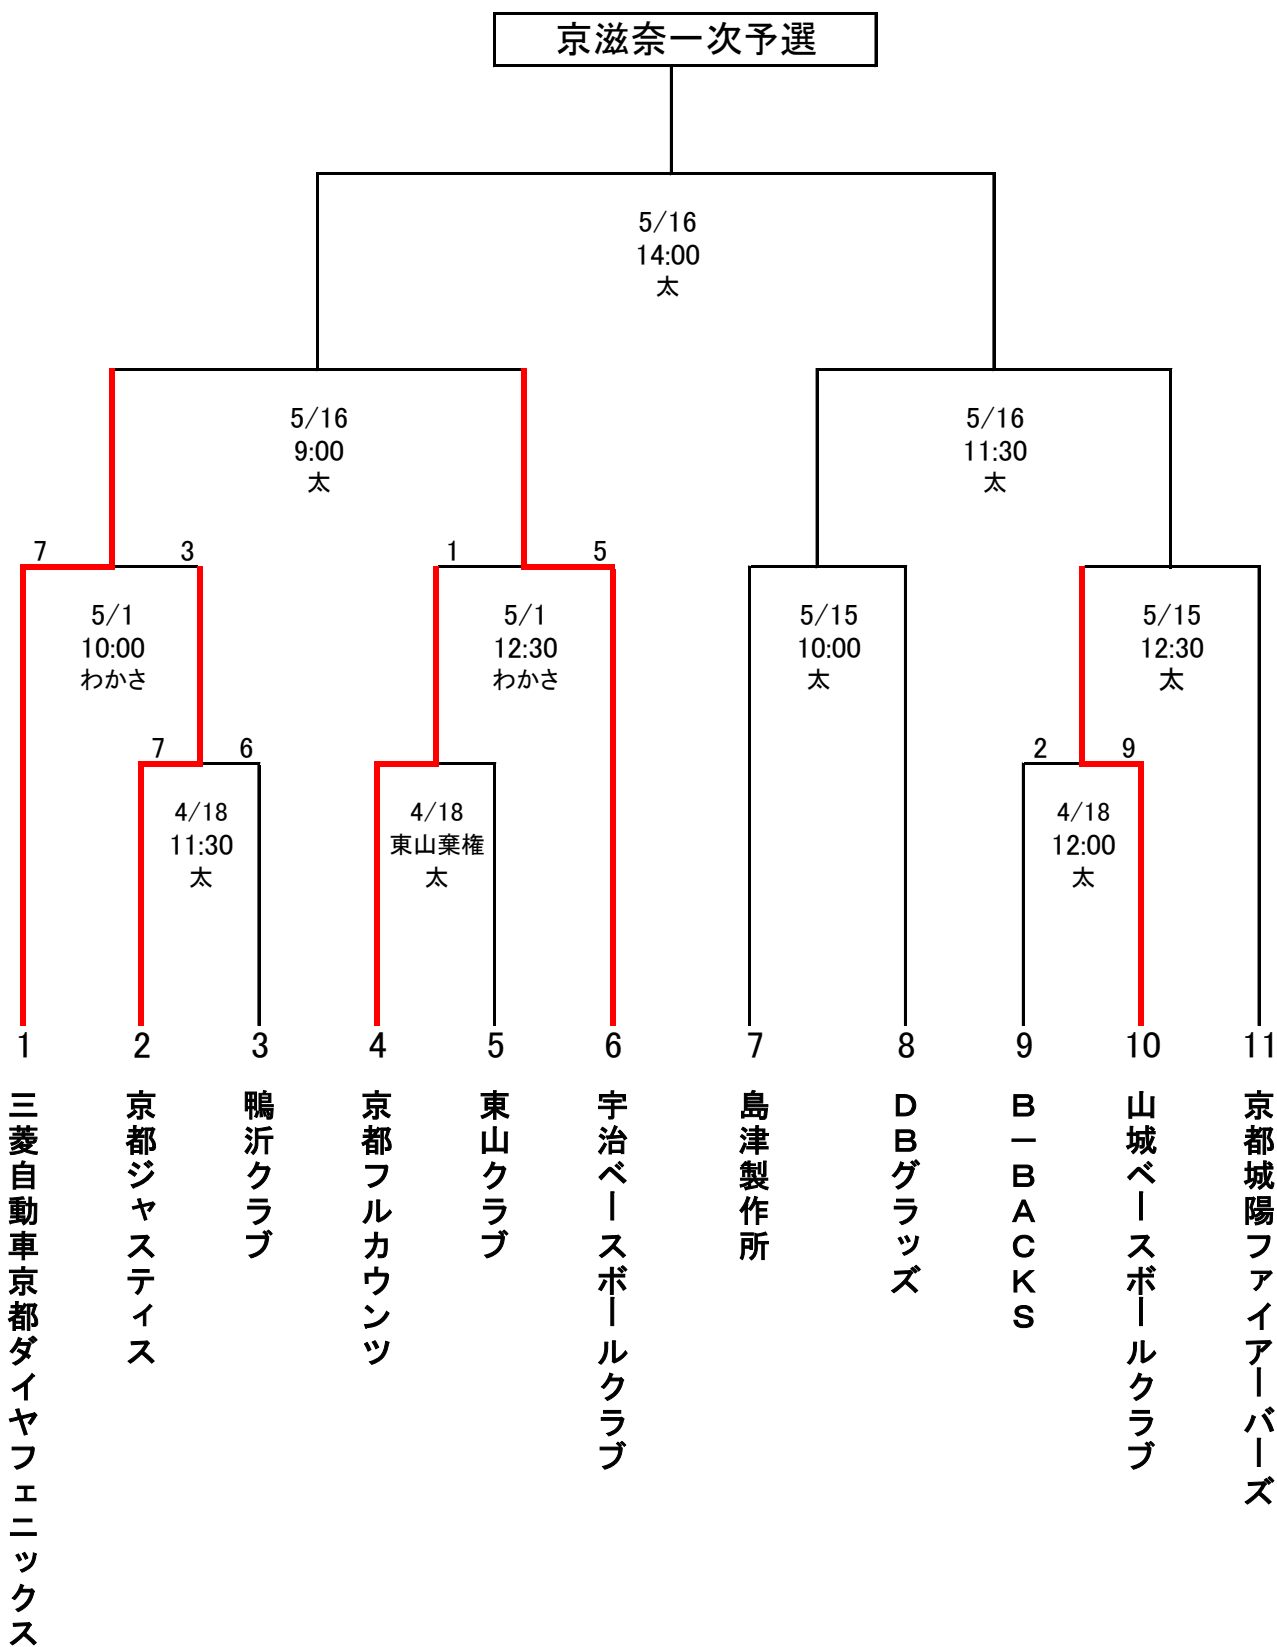 京滋奈一次予選
5/16
14:00
太
5/16
9:00
太
5/16
11:30
太
7
3
1
5
5/1
10:00
わかさ
5/1
12:30
わかさ
5/15
10:00
太
5/15
12:30
太
7
6
2
9
4/18
11:30
太
4/18
東山棄権
太
4/18
12:00
太
1
2
3
4
5
6
7
8
9
10
11
三菱自動車京都ダイヤフェニックス
京都ジャスティス
鴨沂クラブ
京都フルカウンツ
東山クラブ
宇治ベースボールクラブ
島津製作所
DBグラッズ
B－BACKS
山城ベースボールクラブ
京都城陽ファイアーバーズ